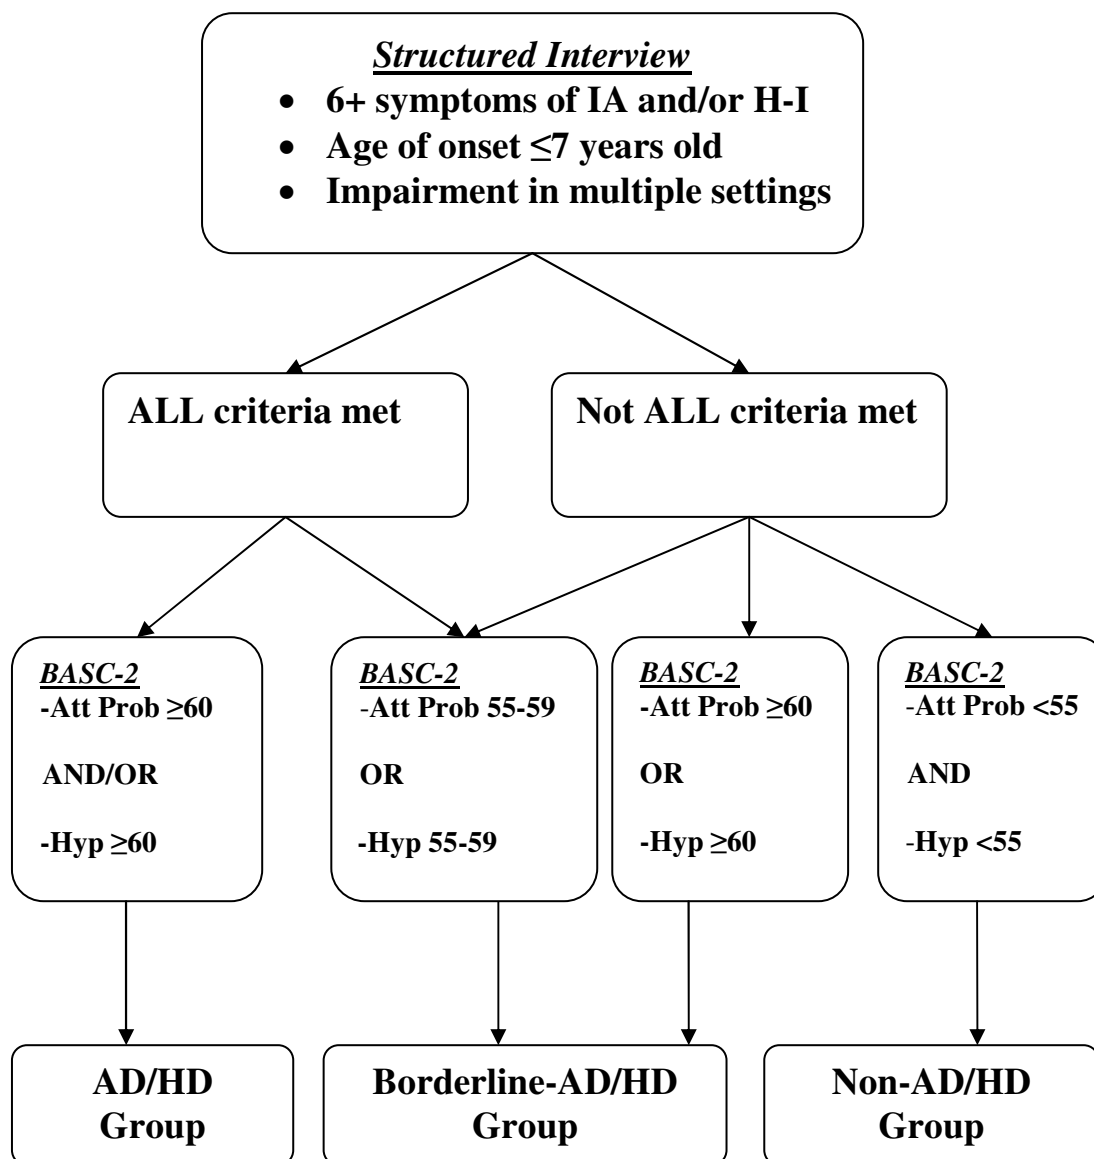 Structured Interview
• 6+ symptoms of IA and/or H-I
• Age of onset ≤7 years old
• Impairment in multiple settings
ALL criteria met
Not ALL criteria met
BASC-2
-Att Prob ≥60
AND/OR
-Hyp ≥60
BASC-2
-Att Prob 55-59
OR
-Hyp 55-59
BASC-2
-Att Prob ≥60
OR
-Hyp ≥60
BASC-2
-Att Prob <55
AND
-Hyp <55
AD/HD
Group
Borderline-AD/HD
Group
Non-AD/HD
Group